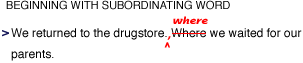 BEGINNING WITH SUBORDINATING WORD
where
> We returned to the drugstore., Where we waited for our
^
parents.